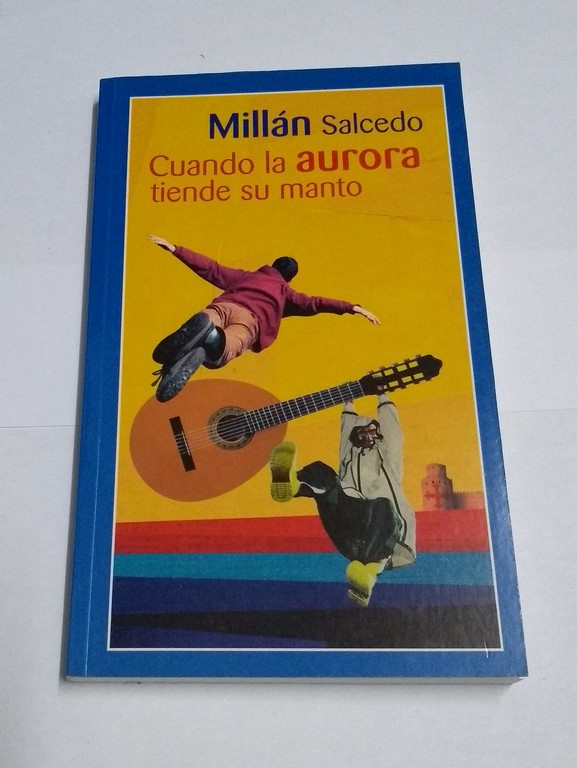 Millán Salcedo
Cuando la aurora
tiende su manto